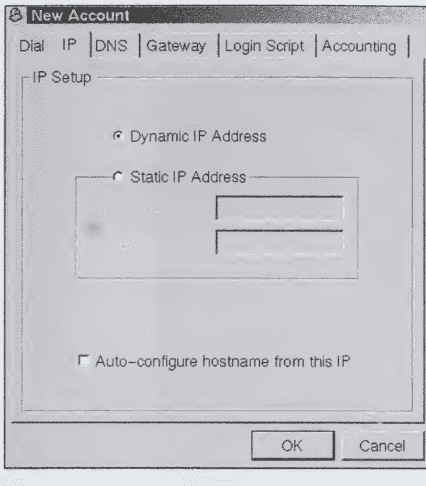 New Account
Dial IP DNS Gateway Login Script Accounting
IP Setup
Dynamic IP Address
Static IP Address
Auto-configure hostname from this IP
OK Cancel